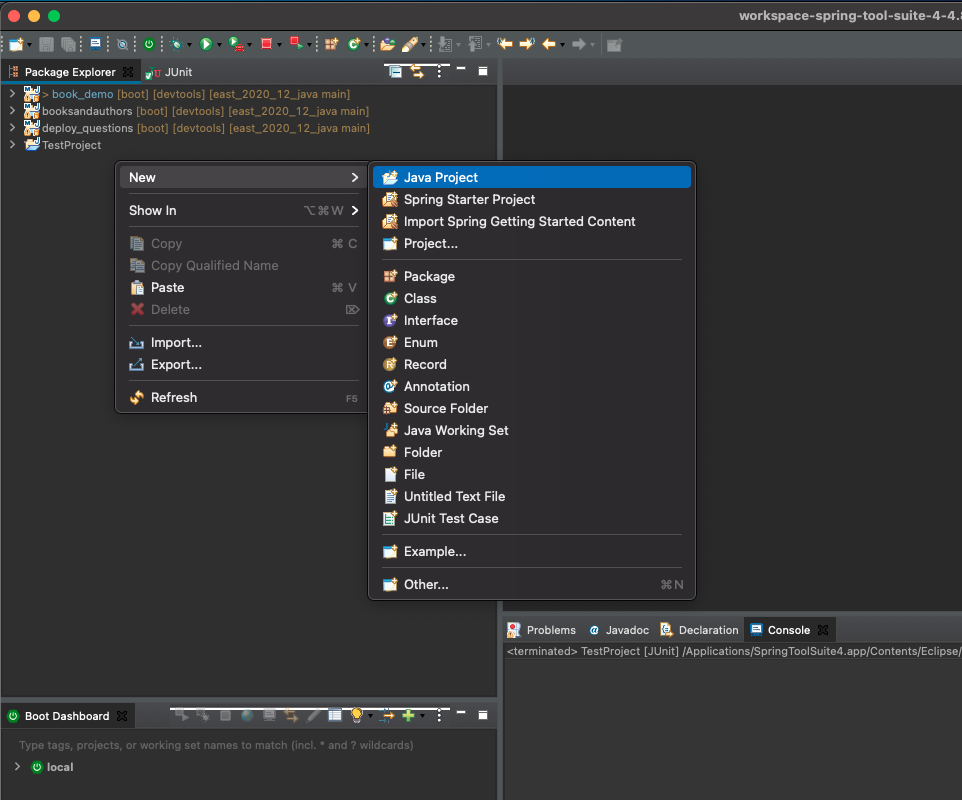 workspace-spring-tool-suite-4-4.
Package Explorer
JUnit
> book_demo [boot] [devtools] [east_2020_12_java main]
booksandauthors [boot] [devtools] [east_2020_12_java main]
deploy_questions [boot] [devtools] [east_2020_12_java main]
TestProject
New
Show In ⌥⌘W
Copy ⌘ C
Copy Qualified Name
Paste ⌘ V
Delete ⌦
Import...
Export...
Refresh F5
Java Project
Spring Starter Project
Import Spring Getting Started Content
Project...
Package
Class
Interface
Enum
Record
Annotation
Source Folder
Java Working Set
Folder
File
Untitled Text File
JUnit Test Case
Example...
Other... ⌘N
Problems
Javadoc
Declaration
Console
<terminated> TestProject [JUnit] /Applications/SpringToolSuite4.app/Contents/Eclipse/
Boot Dashboard
Type tags, projects, or working set names to match (incl. * and ? wildcards)
local